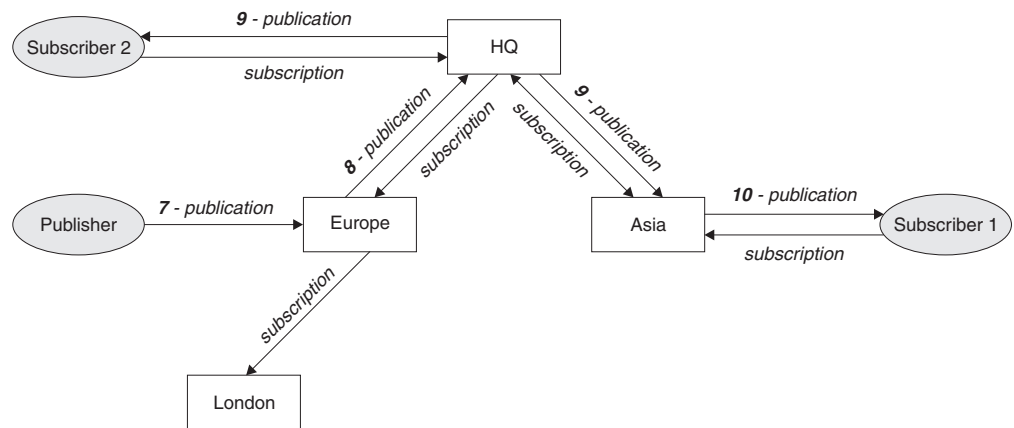 9 - publication
Subscriber 2
HQ
subscription
8 - publication
subscription
subscription
9 - publication
Publisher
7 - publication
Europe
Asia
10 - publication
Subscriber 1
subscription
subscription
London